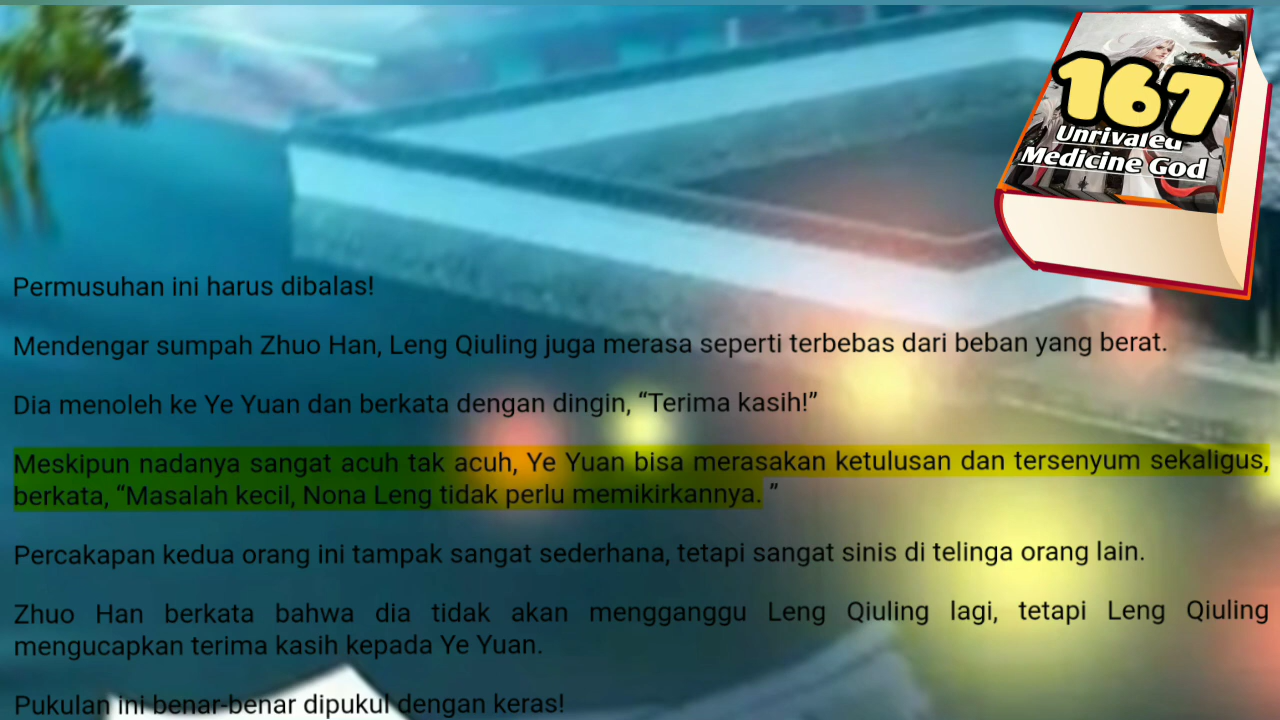 167
Unrivaled
Medicine God
Permusuhan ini harus dibalas!
Mendengar sumpah Zhuo Han, Leng Qiuling juga merasa seperti terbebas dari beban yang berat.
Dia menoleh ke Ye Yuan dan berkata dengan dingin, “Terima kasih!”
Meskipun nadanya sangat acuh tak acuh, Ye Yuan bisa merasakan ketulusan dan tersenyum sekaligus,
berkata, “Masalah kecil, Nona Leng tidak perlu memikirkannya. ”
Percakapan kedua orang ini tampak sangat sederhana, tetapi sangat sinis di telinga orang lain.
Zhuo Han berkata bahwa dia tidak akan mengganggu Leng Qiuling lagi, tetapi Leng Qiuling
mengucapkan terima kasih kepada Ye Yuan.
Pukulan ini benar-benar dipukul dengan keras!